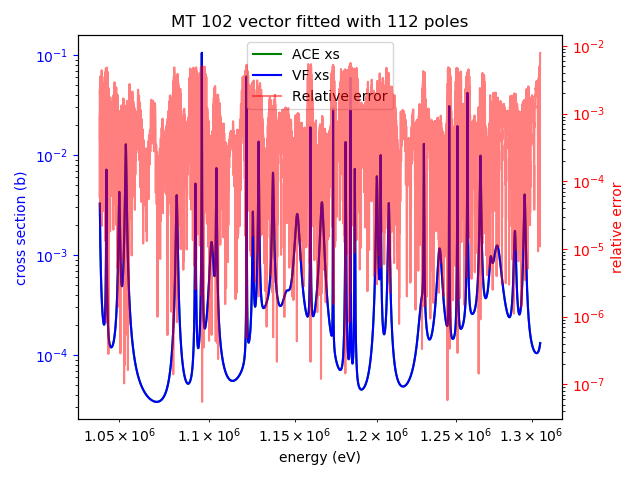 MT 102 vector fitted with 112 poles
ACE xs
VF xs
Relative error
cross section (b)
10⁻¹
10⁻²
10⁻³
10⁻⁴
relative error
10⁻²
10⁻³
10⁻⁴
10⁻⁵
10⁻⁶
10⁻⁷
1.05 × 10⁶ 1.1 × 10⁶ 1.15 × 10⁶ 1.2 × 10⁶ 1.25 × 10⁶ 1.3 × 10⁶
energy (eV)